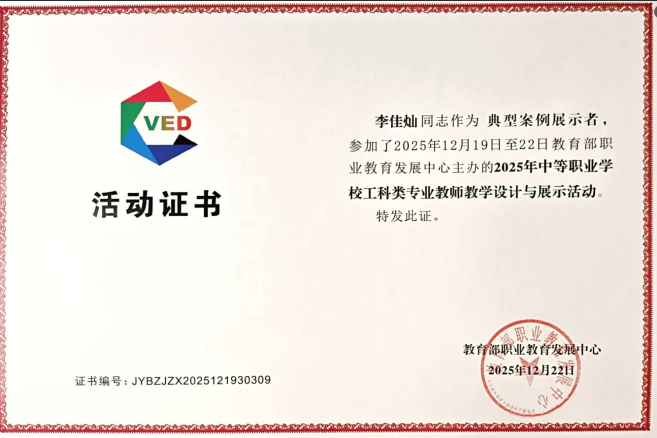 VED
活动证书
李佳灿同志作为 典型案例展示者,
参加了2025年12月19日至22日教育部职
业教育发展中心主办的2025年中等职业学
校工科类专业教师教学设计与展示活动。
特发此证。
教育部职业教育发展中心
2025年12月22日
证书编号: JYBZJZX2025121930309